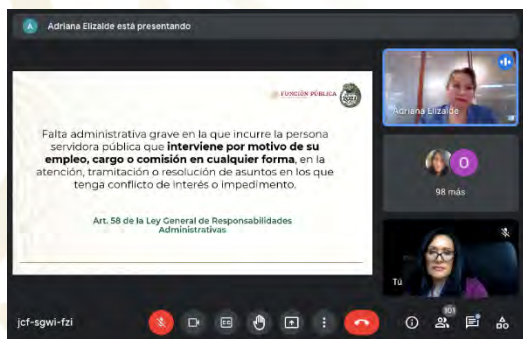 A
Adriana Elizalde está presentando
FUNCIÓN PÚBLICA
Falta administrativa grave en la que incurre la persona
servidora pública que interviene por motivo de su
empleo, cargo o comisión en cualquier forma, en la
atención, tramitación o resolución de asuntos en los que
tenga conflicto de interés o impedimento.
Art. 58 de la Ley General de Responsabilidades
Administrativas
Adriana Elizalde
O
98 más
Tú
jcf-sgwi-fzi
101